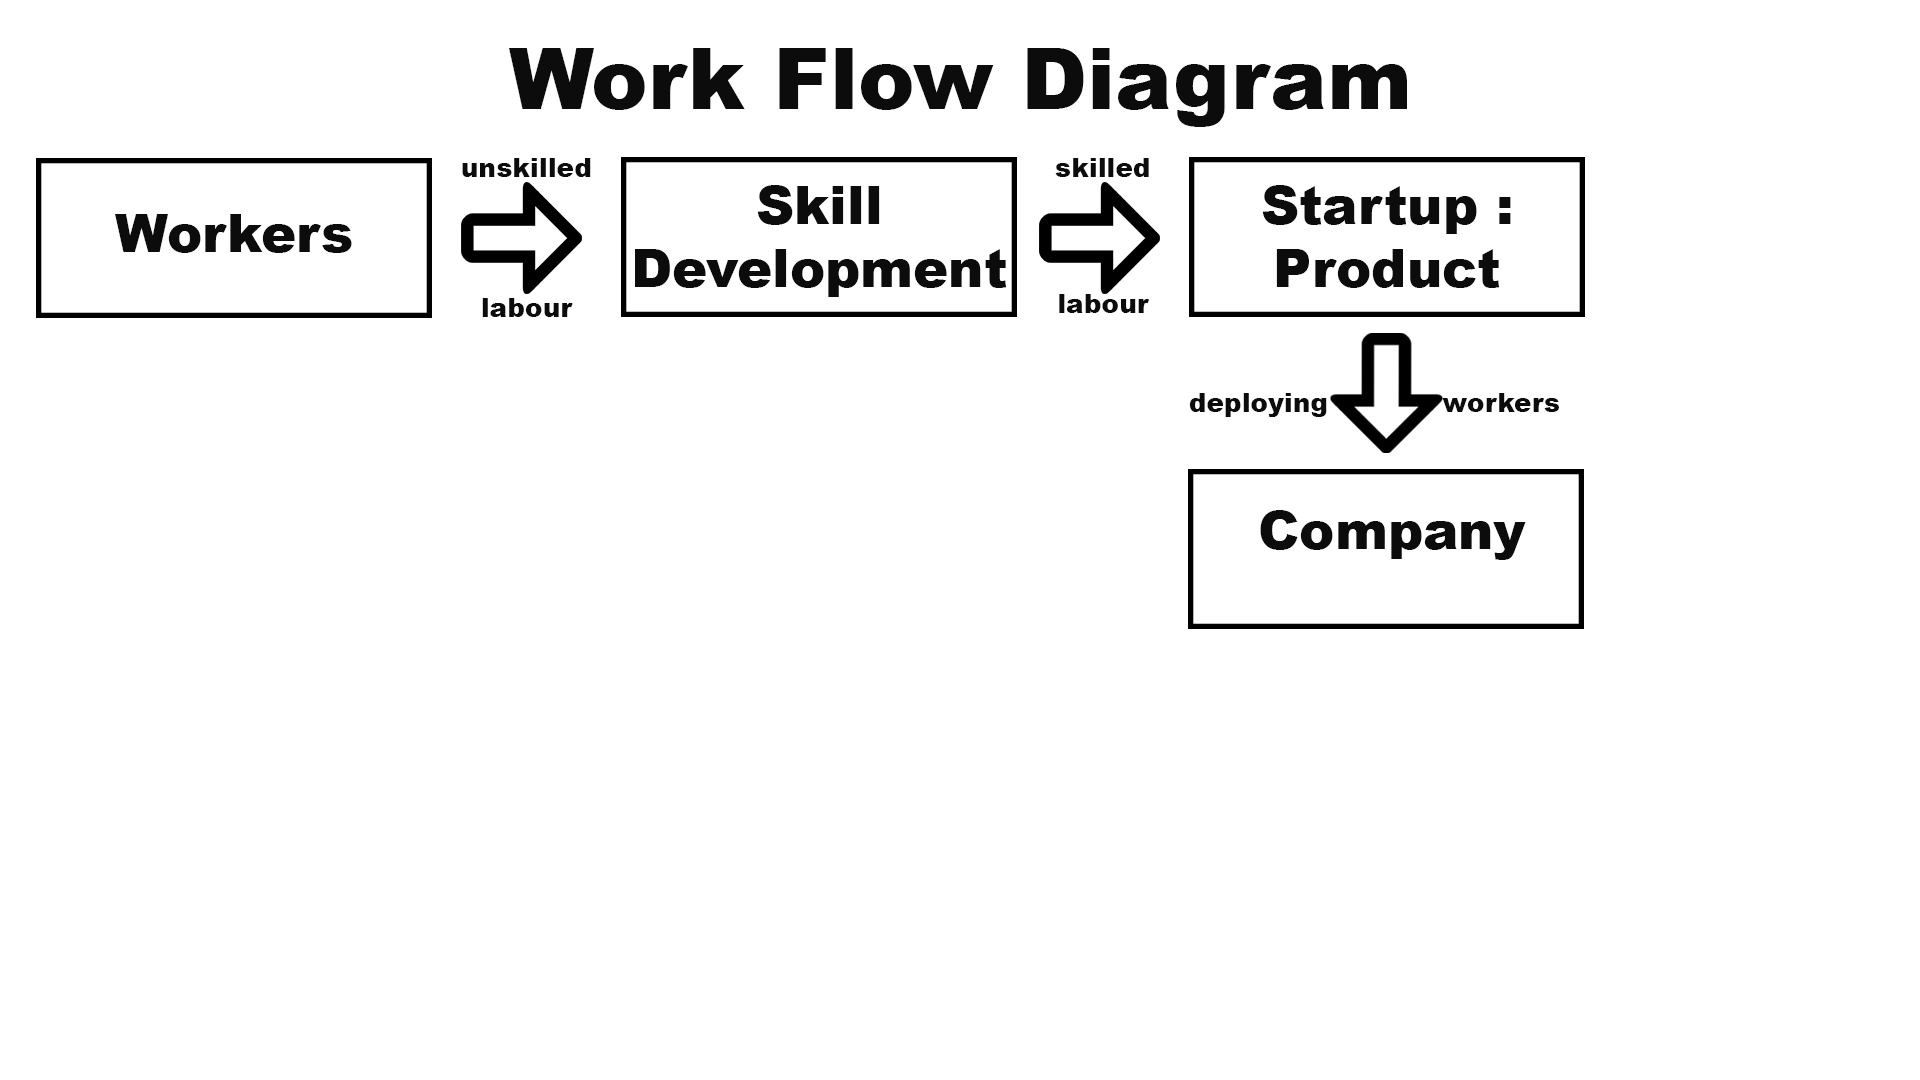 Work Flow Diagram
Workers
unskilled
labour
Skill
Development
skilled
labour
Startup :
Product
deploying workers
Company